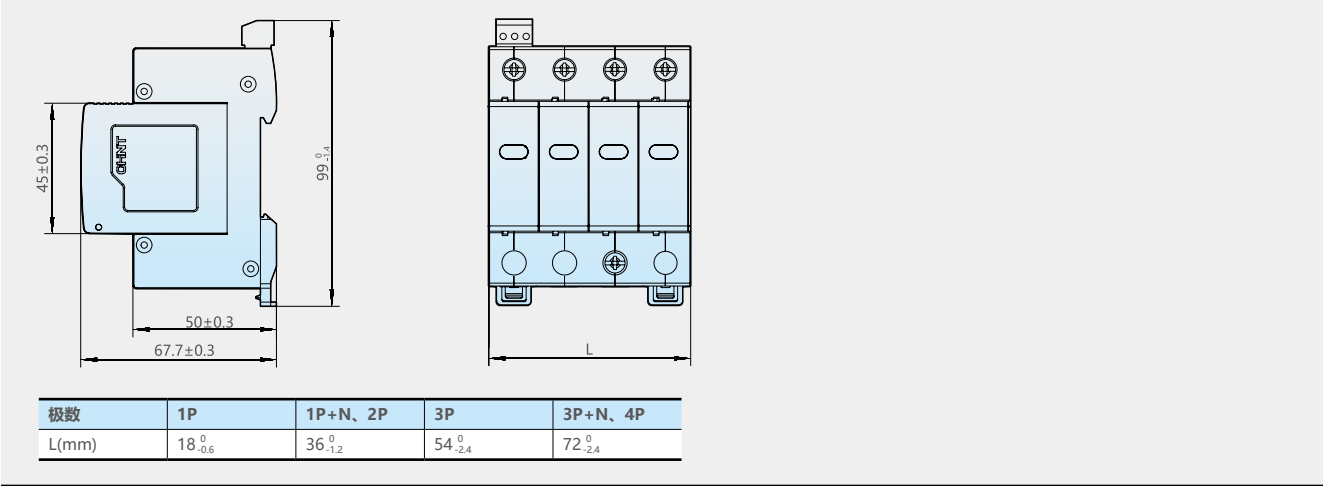 OHNT
45±0.3
99 0 -1.4
50±0.3
67.7±0.3
L
极数 1P 1P+N、2P 3P 3P+N、4P
L(mm) 18 0 -0.6 36 0 -1.2 54 0 -2.4 72 0 -2.4